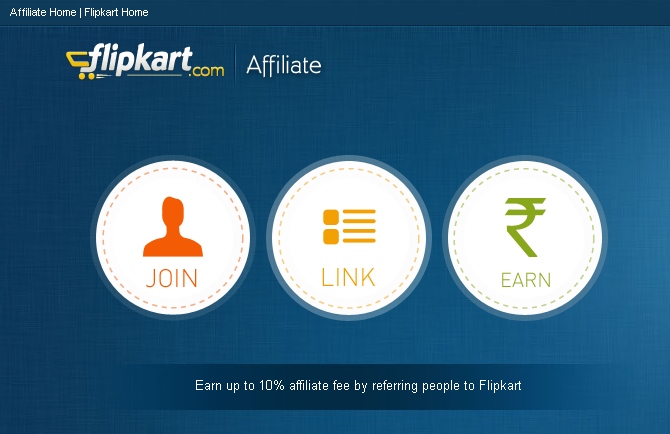 Affiliate Home | Flipkart Home
flipkart.com Affiliate
JOIN
LINK
EARN
Earn up to 10% affiliate fee by referring people to Flipkart